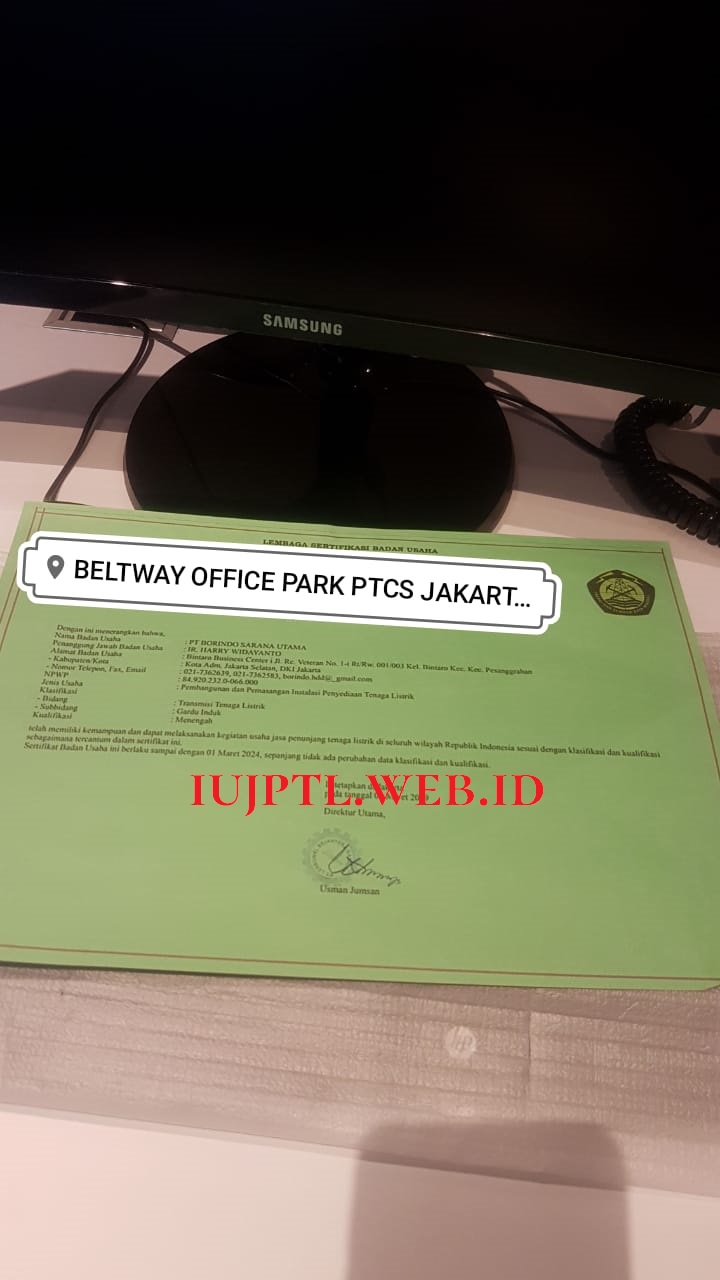 SAMSUNG
LEMBAGA SERTIFIKASI BADAN USAHA
BELTWAY OFFICE PARK PTCS JAKART...
Dengan ini menerangkan bahwa,
Nama Badan Usaha : PT BORINDO SARANA UTAMA
Penanggung Jawab Badan Usaha : IR. HARRY WIDAYANTO
Alamat Badan Usaha : Bintaro Business Center i Jl. Rc. Veteran No. 1-i Rt/Rw. 001/003 Kel. Bintaro Kec. Kec. Pesanggrahan
- Kabupaten/Kota : Kota Adm. Jakarta Selatan, DKI Jakarta
- Nomor Telepon, Fax, Email : 021-7362639, 021-7362583, borindo.hdd@_gmail.com
NPWP : 84.920.232.0-066.000
Jenis Usaha : Pembangunan dan Pemasangan Instalasi Penyediaan Tenaga Listrik
Klasifikasi
- Bidang : Transmisi Tenaga Listrik
- Subbidang : Gardu Induk
Kualifikasi : Menengah
telah memiliki kemampuan dan dapat melaksanakan kegiatan usaha jasa penunjang tenaga listrik di seluruh wilayah Republik Indonesia sesuai dengan klasifikasi dan kualifikasi
sebagaimana tercantum dalam sertifikat ini.
Sertifikat Badan Usaha ini berlaku sampai dengan 01 Maret 2024, sepanjang tidak ada perubahan data klasifikasi dan kualifikasi.
pada tanggal
IUJPTL.WEB.ID
Direktur Utama,
Usman Jumsan
hp